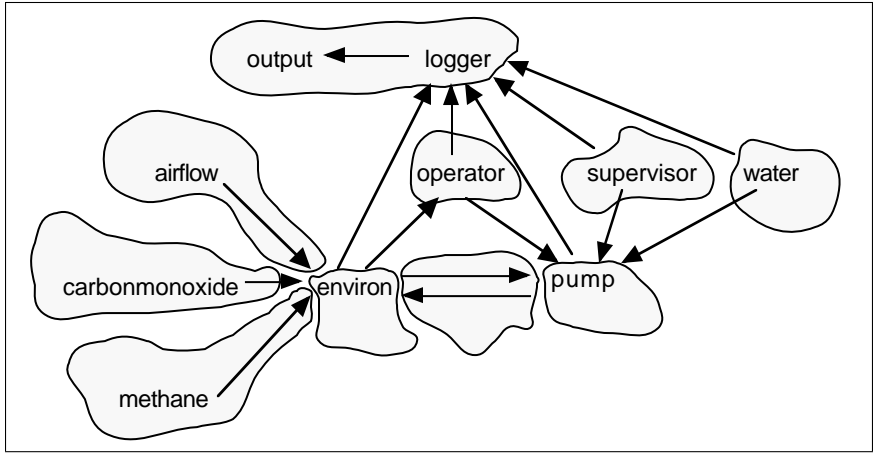 output
logger
airflow
operator
supervisor
water
carbonmonoxide
environ
pump
methane